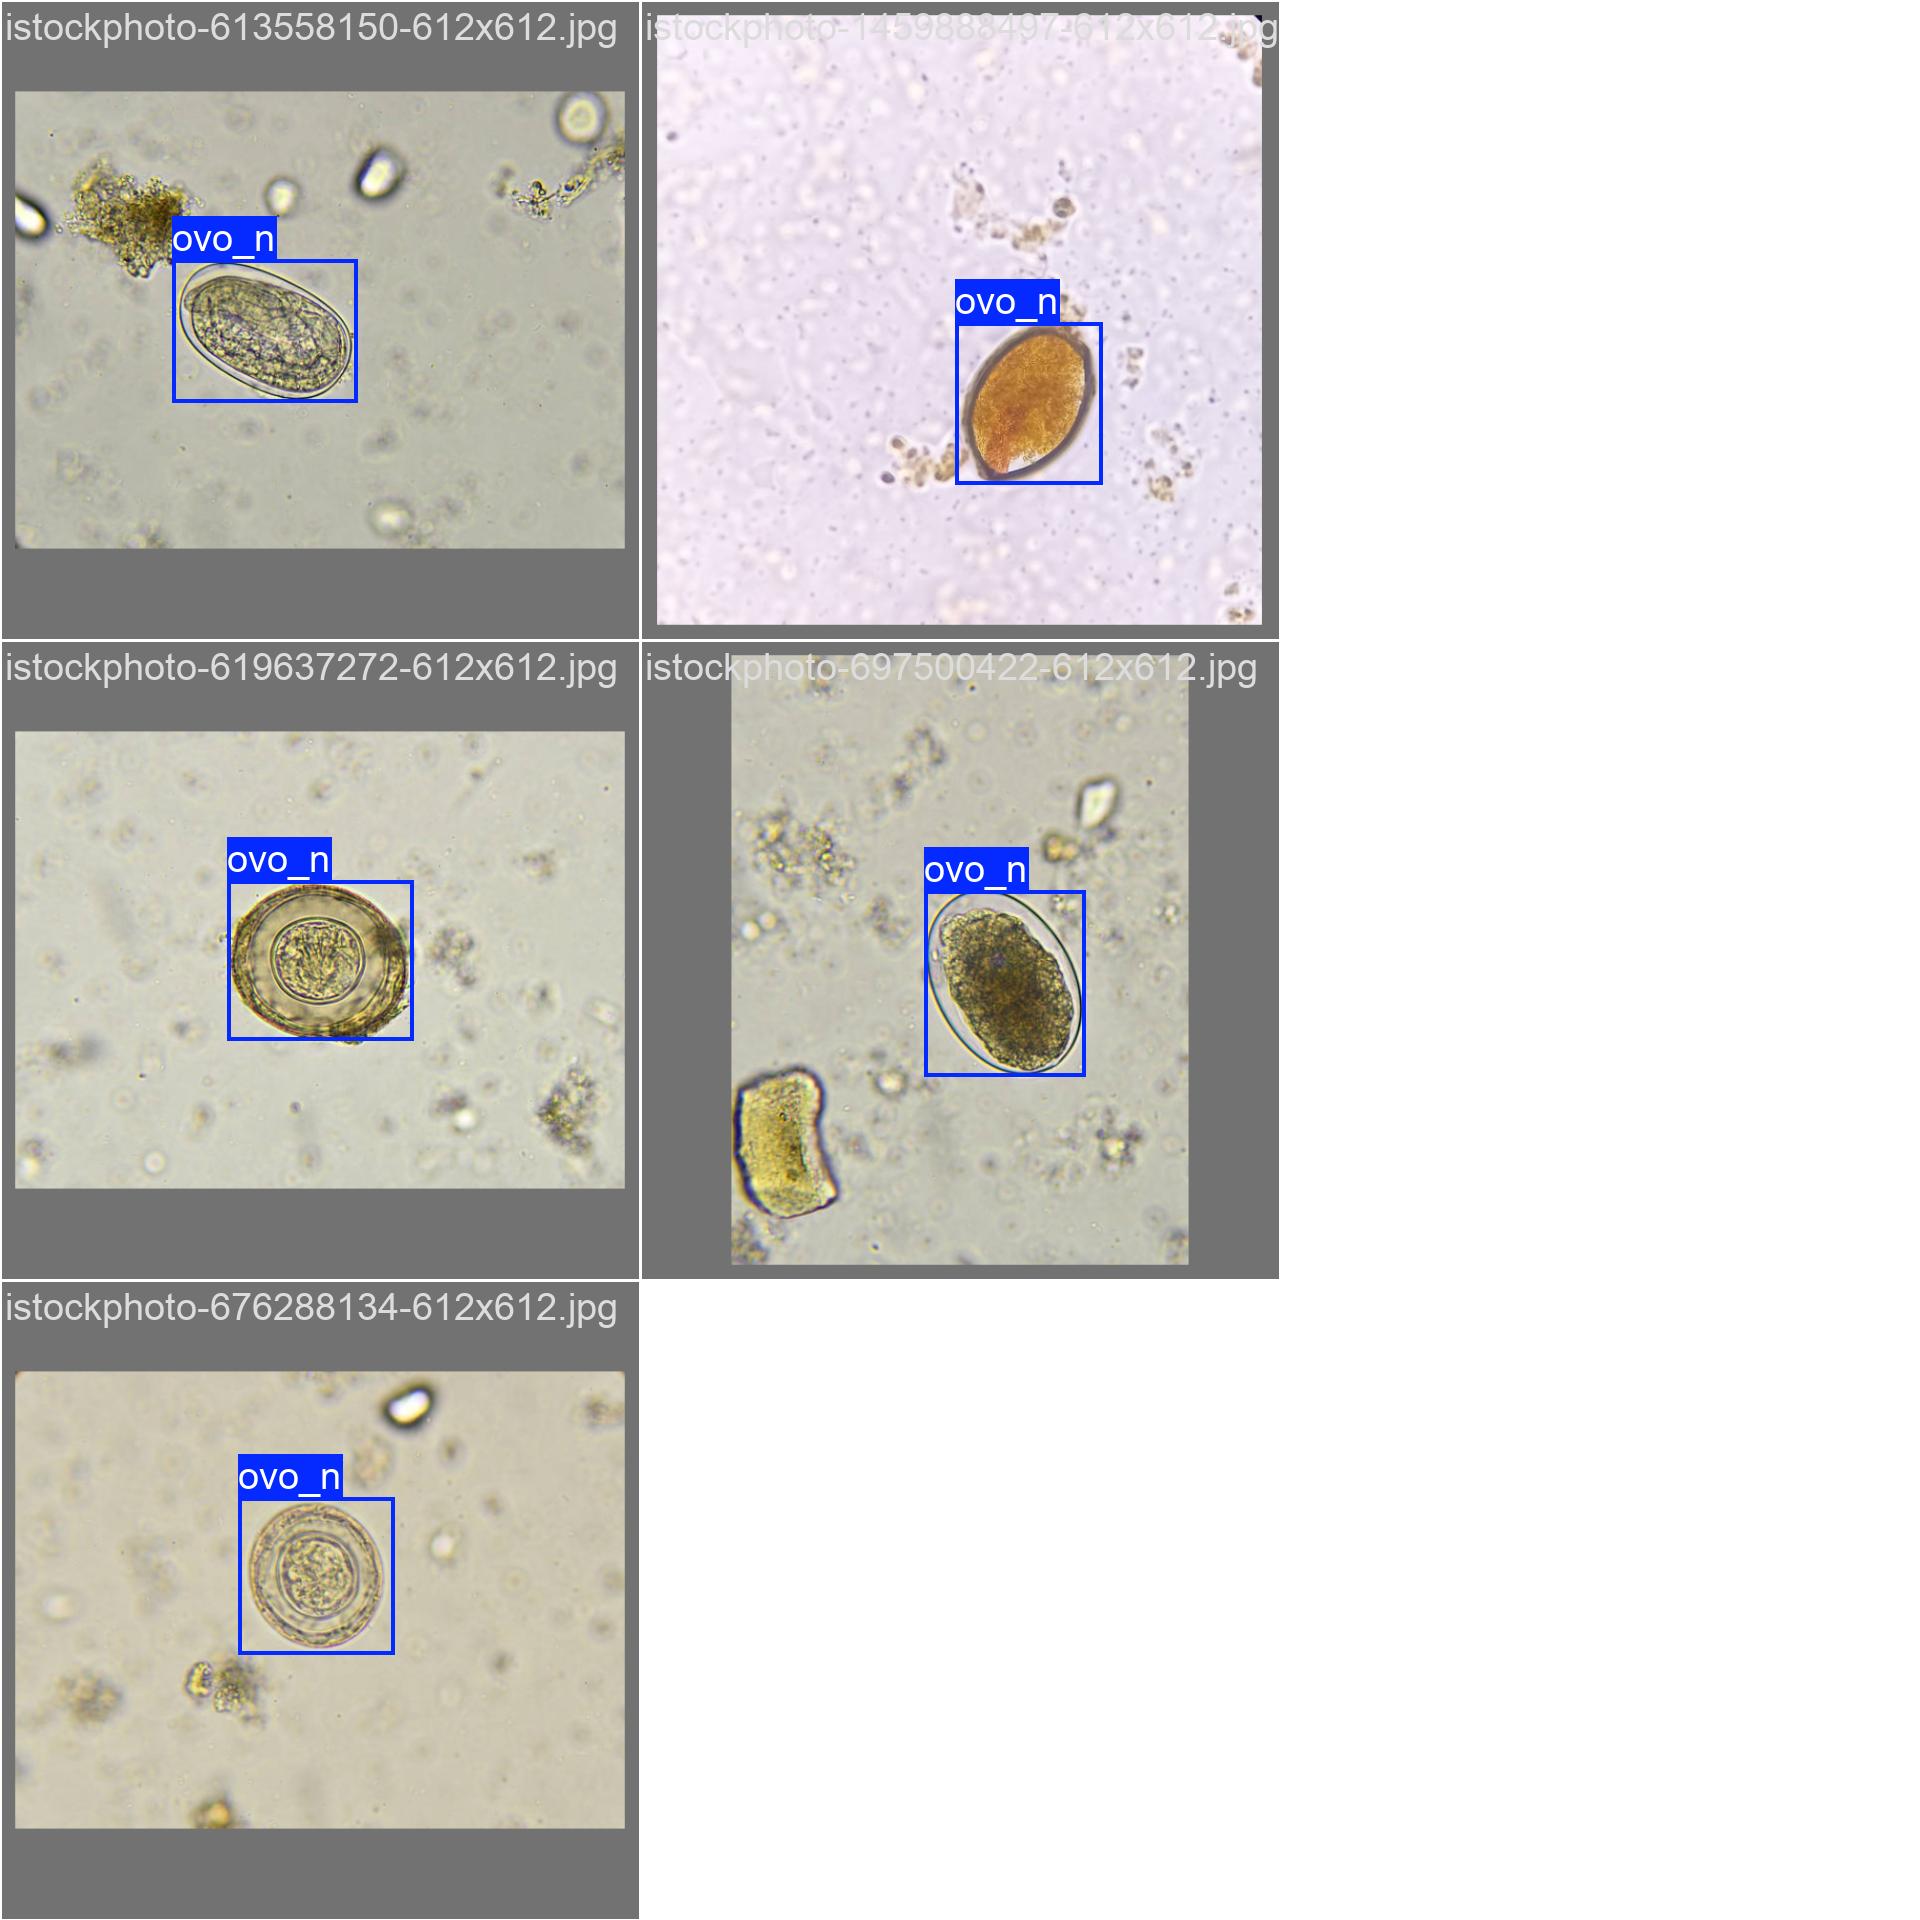 istockphoto-613558150-612x612.jpg
istockphoto-1459888497-612x612.jpg
ovo_n
ovo_n
istockphoto-619637272-612x612.jpg
istockphoto-697500422-612x612.jpg
ovo_n
ovo_n
istockphoto-676288134-612x612.jpg
ovo_n